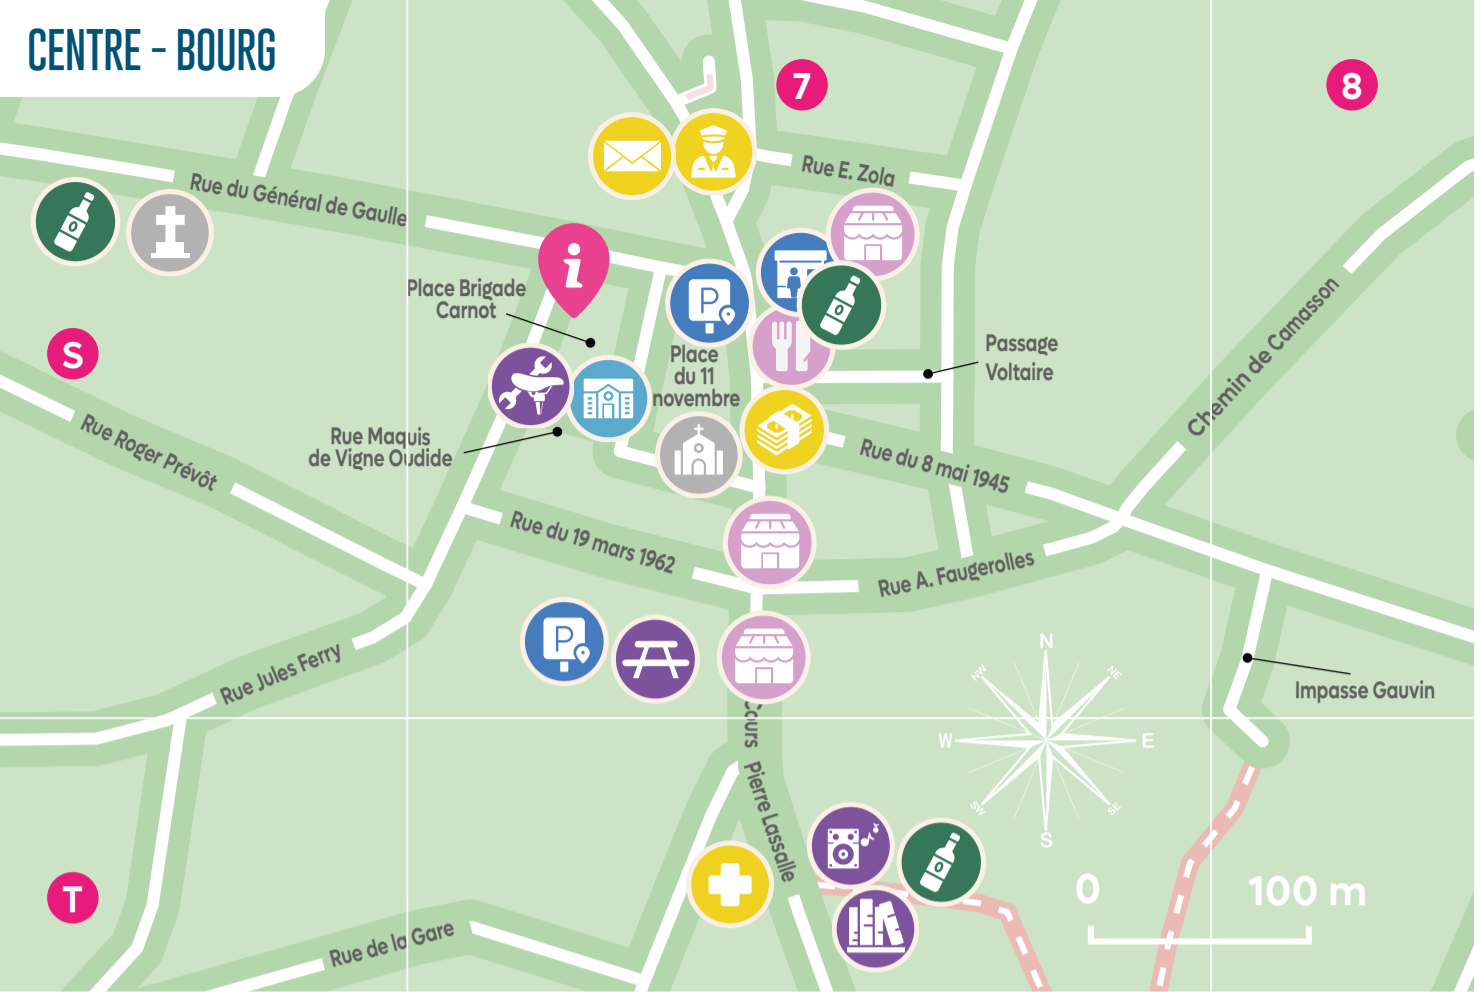 CENTRE - BOURG
7
8
Rue E. Zola
Rue du Général de Gaulle
Place Brigade
Carnot
P
S
Place
du 11
novembre
Passage
Voltaire
Chemin de Camasson
Rue Roger Prévôt
Rue Maquis
de Vigne Oudide
Rue du 8 mai 1945
Rue du 19 mars 1962
Rue A. Faugerolles
P
Rue Jules Ferry
Impasse Gauvin
N
NW
NE
W
E
SW
SE
S
Cours Pierre Lassalle
T
Rue de la Gare
0
100 m